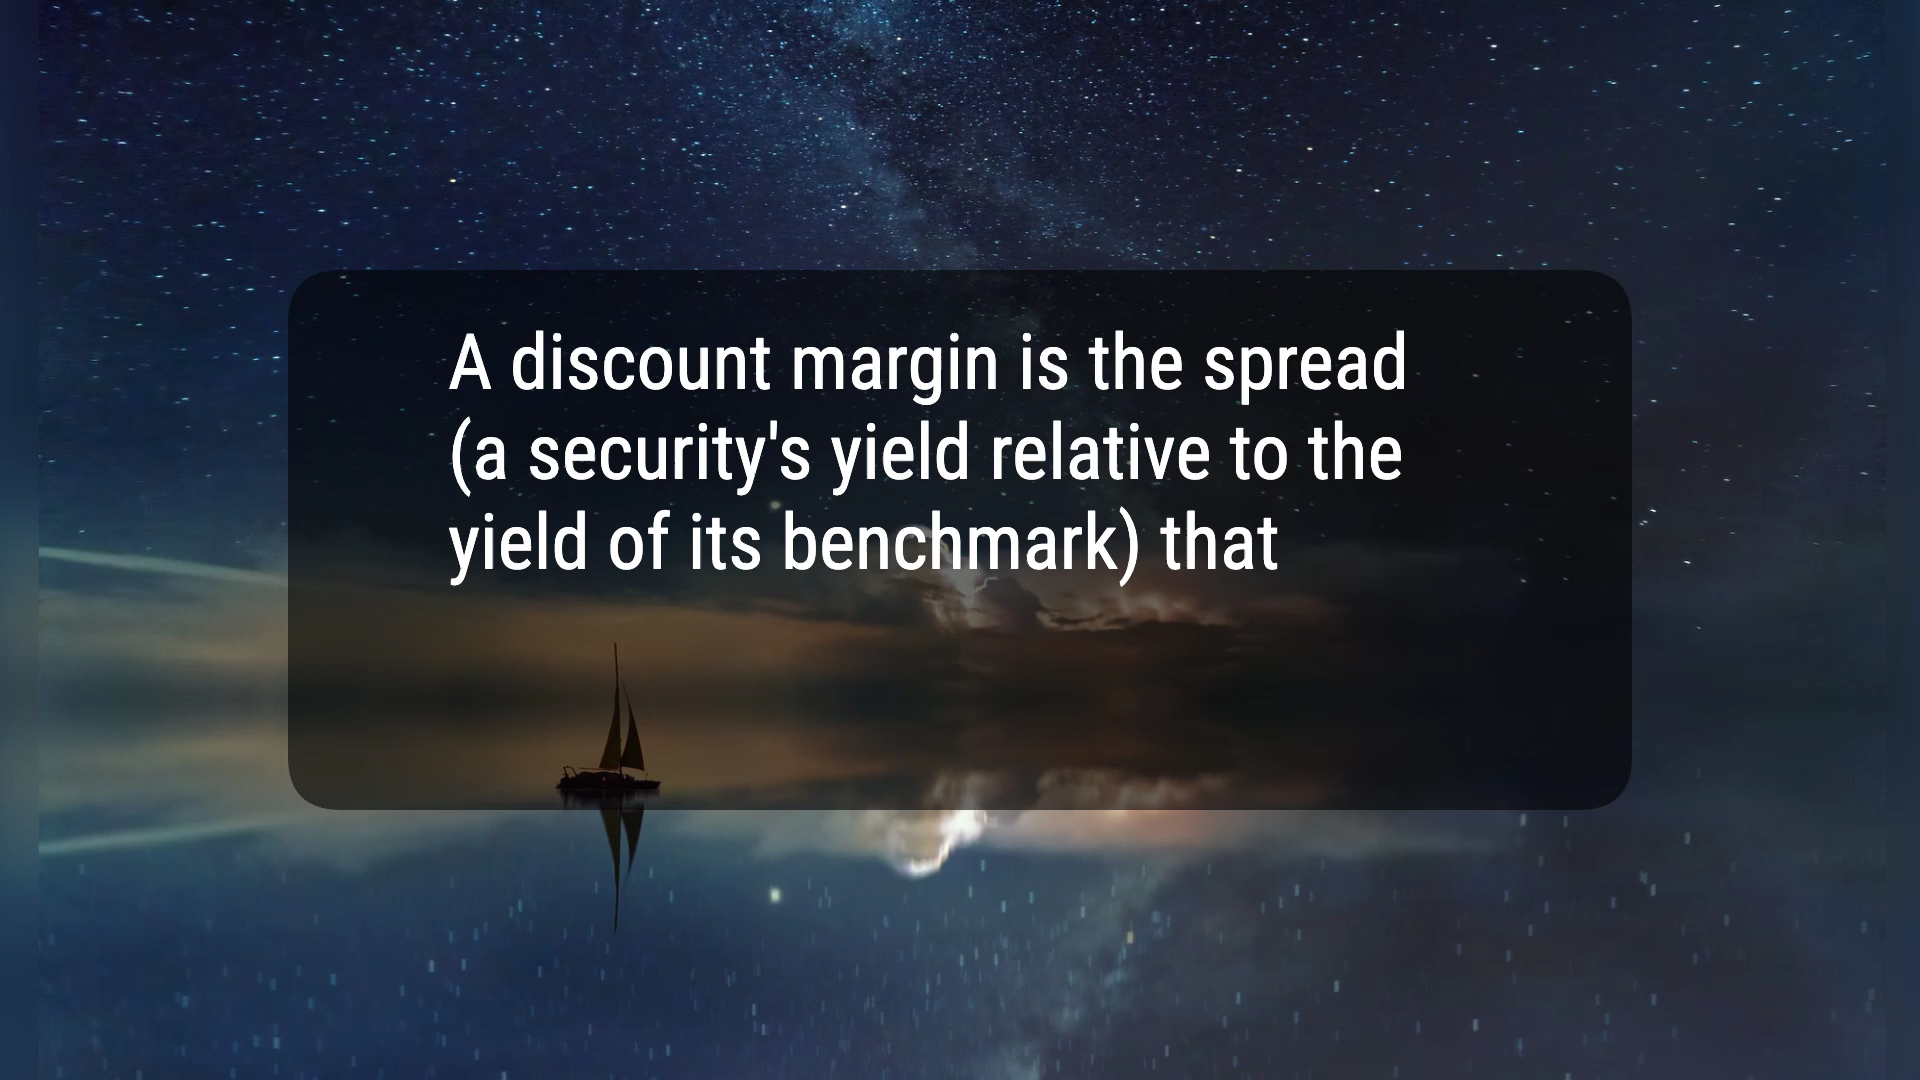 A discount margin is the spread
(a security's yield relative to the
yield of its benchmark) that